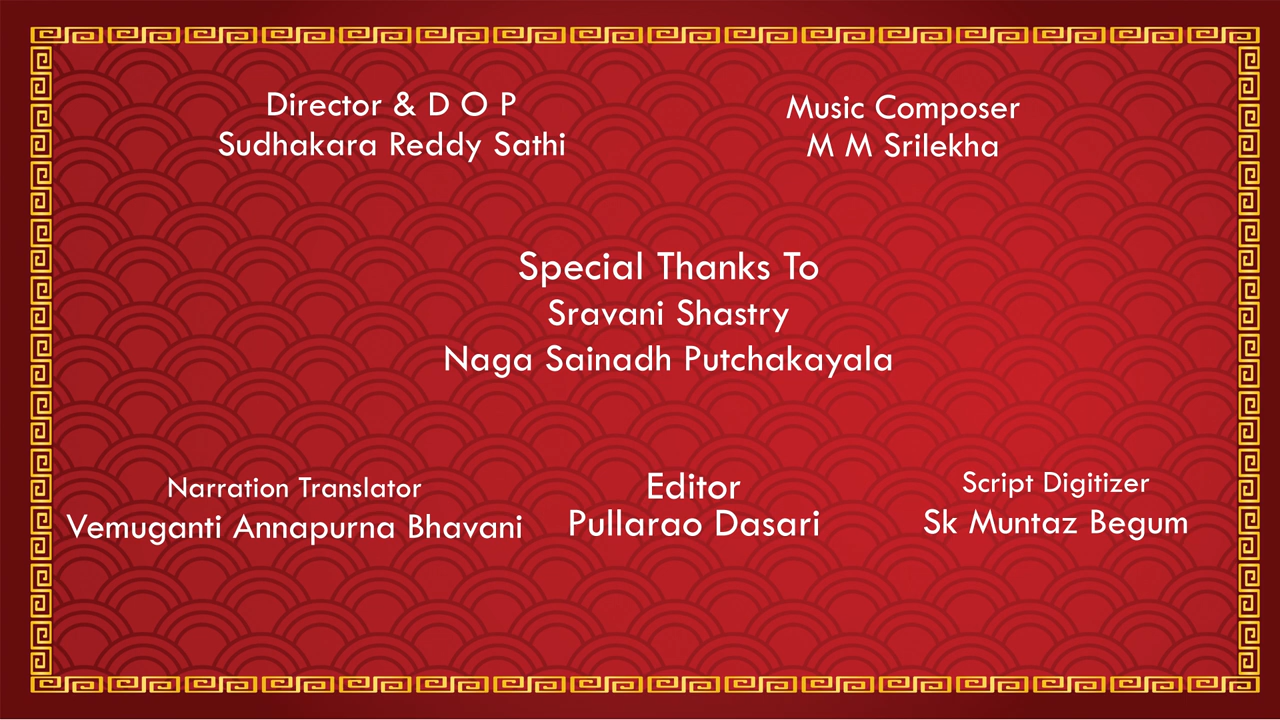 Director & D O P
Sudhakara Reddy Sathi
Music Composer
M M Srilekha
Special Thanks To
Sravani Shastry
Naga Sainadh Putchakayala
Narration Translator
Vemuganti Annapurna Bhavani
Editor
Pullarao Dasari
Script Digitizer
Sk Muntaz Begum